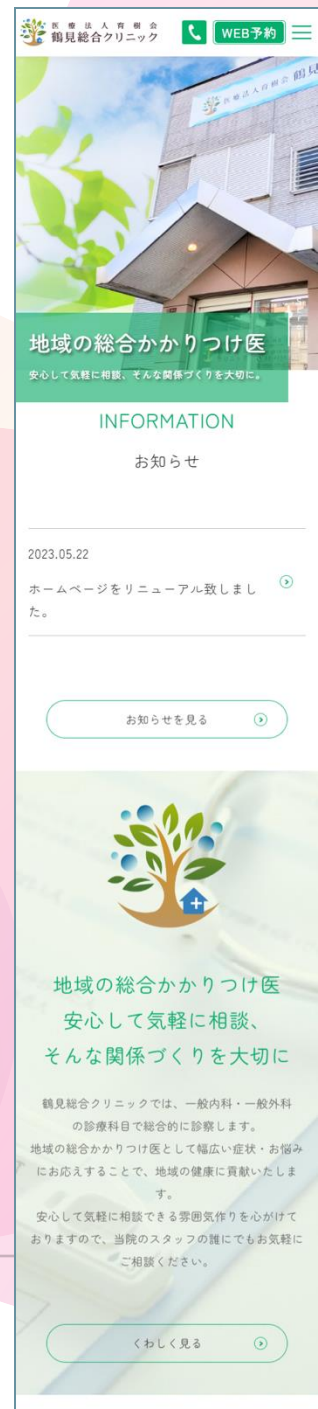 医療法人育樹会
鶴見総合クリニック
WEB予約
医療法人育樹会 鶴見
地域の総合かかりつけ医
安心して気軽に相談、そんな関係づくりを大切に。
INFORMATION
お知らせ
2023.05.22
ホームページをリニューアル致しまし
た。
お知らせを見る
地域の総合かかりつけ医
安心して気軽に相談、
そんな関係づくりを大切に
鶴見総合クリニックでは、一般内科・一般外科
の診療科目で総合的に診察します。
地域の総合かかりつけ医として幅広い症状・お悩み
にお応えすることで、地域の健康に貢献いたしま
す。
安心して気軽に相談できる雰囲気作りを心がけて
おりますので、当院のスタッフの誰にでもお気軽に
ご相談ください。
くわしく見る